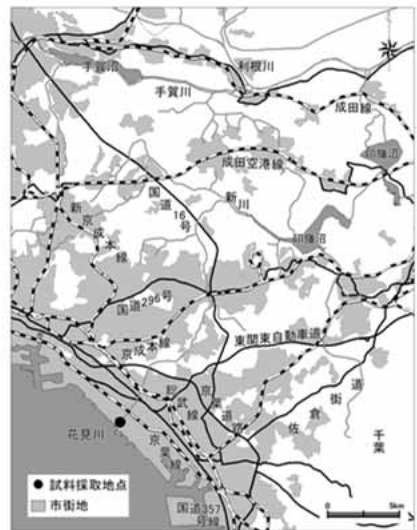 手賀沼
利根川
手賀川
成田線
印旛沼
成田空港線
国道16号
新川
新京成本線
印旛沼
国道296号
東関東自動車道
京成本線
総武線
京葉道路
佐倉街道
千葉
花見川
京葉線
試料採取地点
市街地
国道357号線
0 5km